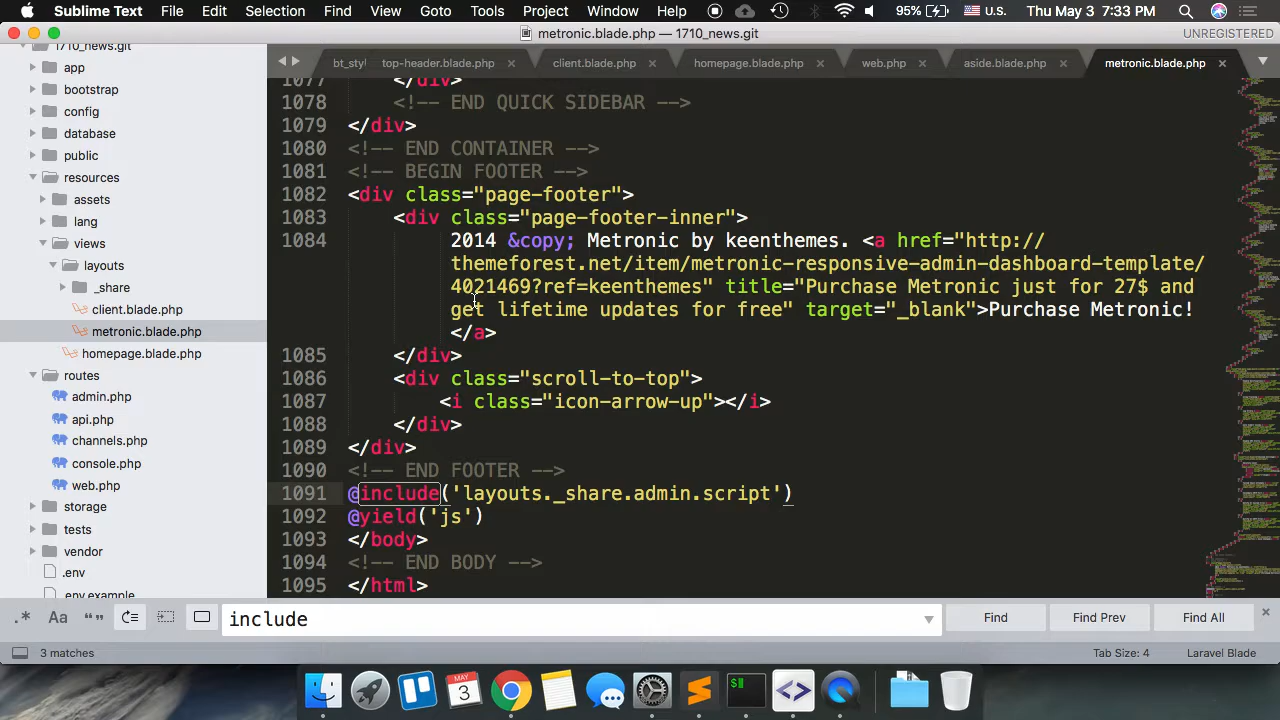 Sublime Text File Edit Selection Find View Goto Tools Project Window Help 95% U.S. Thu May 3 7:33 PM
metronic.blade.php — 1710_news.git UNREGISTERED
1710_news.git
app
bootstrap
config
database
public
resources
assets
lang
views
layouts
_share
client.blade.php
metronic.blade.php
homepage.blade.php
routes
admin.php
api.php
channels.php
console.php
web.php
storage
tests
vendor
.env
.env.example
bt_styl top-header.blade.php client.blade.php homepage.blade.php web.php aside.blade.php metronic.blade.php
1077 </div>
1078 <!-- END QUICK SIDEBAR -->
1079 </div>
1080 <!-- END CONTAINER -->
1081 <!-- BEGIN FOOTER -->
1082 <div class="page-footer">
1083 <div class="page-footer-inner">
1084 2014 &copy; Metronic by keenthemes. <a href="http://
themeforest.net/item/metronic-responsive-admin-dashboard-template/
4021469?ref=keenthemes" title="Purchase Metronic just for 27$ and
get lifetime updates for free" target="_blank">Purchase Metronic!
</a>
1085 </div>
1086 <div class="scroll-to-top">
1087 <i class="icon-arrow-up"></i>
1088 </div>
1089 </div>
1090 <!-- END FOOTER -->
1091 @include('layouts._share.admin.script')
1092 @yield('js')
1093 </body>
1094 <!-- END BODY -->
1095 </html>
.* Aa “” include Find Find Prev Find All
3 matches Tab Size: 4 Laravel Blade
MAY
3